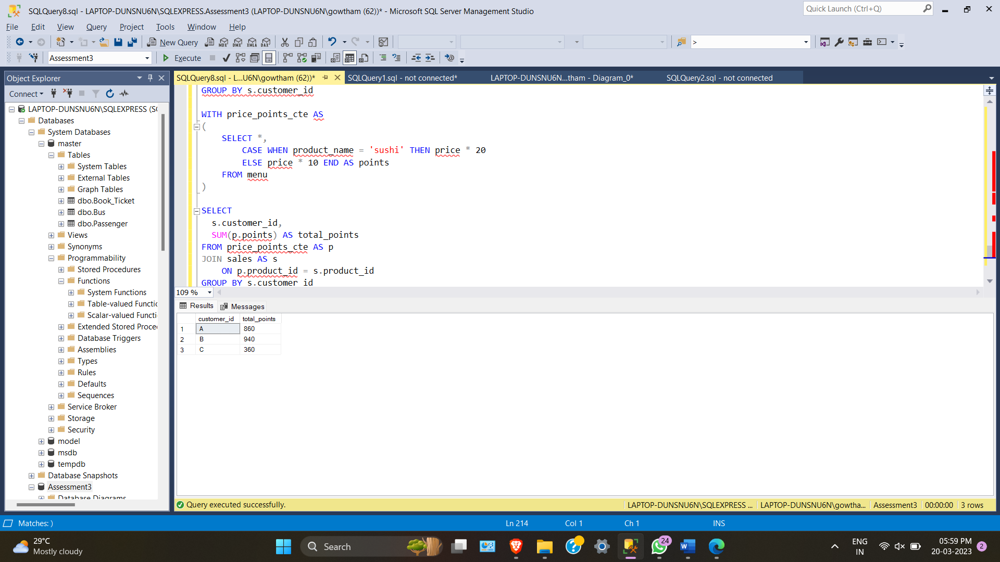 SQLQuery8.sql - LAPTOP-DUNSNU6N\SQLEXPRESS.Assessment3 (LAPTOP-DUNSNU6N\gowtham (62))* - Microsoft SQL Server Management Studio
Quick Launch (Ctrl+Q)
File Edit View Query Project Tools Window Help
New Query MDX DMX XMLA DAX >
Assessment3 Execute
Object Explorer
Connect
LAPTOP-DUNSNU6N\SQLEXPRESS (S
Databases
System Databases
master
Tables
System Tables
External Tables
Graph Tables
dbo.Book_Ticket
dbo.Bus
dbo.Passenger
Views
Synonyms
Programmability
Stored Procedures
Functions
System Functions
Table-valued Functic
Scalar-valued Functi
Extended Stored Proce
Database Triggers
Assemblies
Types
Rules
Defaults
Sequences
Service Broker
Storage
Security
model
msdb
tempdb
Database Snapshots
Assessment3
Database Diagrams
SQLQuery8.sql - L...U6N\gowtham (62))* SQLQuery1.sql - not connected* LAPTOP-DUNSNU6N...tham - Diagram_0* SQLQuery2.sql - not connected
GROUP BY s.customer_id
WITH price_points_cte AS
(
SELECT *,
CASE WHEN product_name = 'sushi' THEN price * 20
ELSE price * 10 END AS points
FROM menu
)
SELECT
s.customer_id,
SUM(p.points) AS total_points
FROM price_points_cte AS p
JOIN sales AS s
ON p.product_id = s.product_id
GROUP BY s.customer_id
109 %
Results Messages
customer_id total_points
1 A 860
2 B 940
3 C 360
Query executed successfully. LAPTOP-DUNSNU6N\SQLEXPRESS ... LAPTOP-DUNSNU6N\gowtha... Assessment3 00:00:00 3 rows
Matches: ) Ln 214 Col 1 Ch 1 INS
29°C
Mostly cloudy
Search
24
ENG
IN
05:59 PM
20-03-2023
2